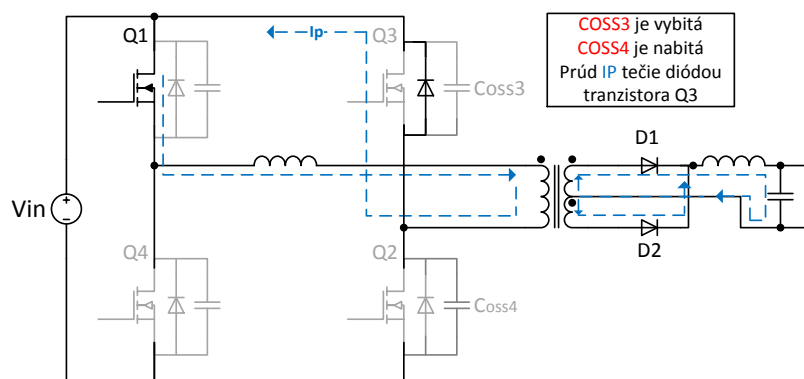 Q1
Ip
Q3
Coss3
COSS3 je vybitá
COSS4 je nabitá
Prúd IP tečie diódou
tranzistora Q3
D1
Vin
D2
Q4
Q2
Coss4